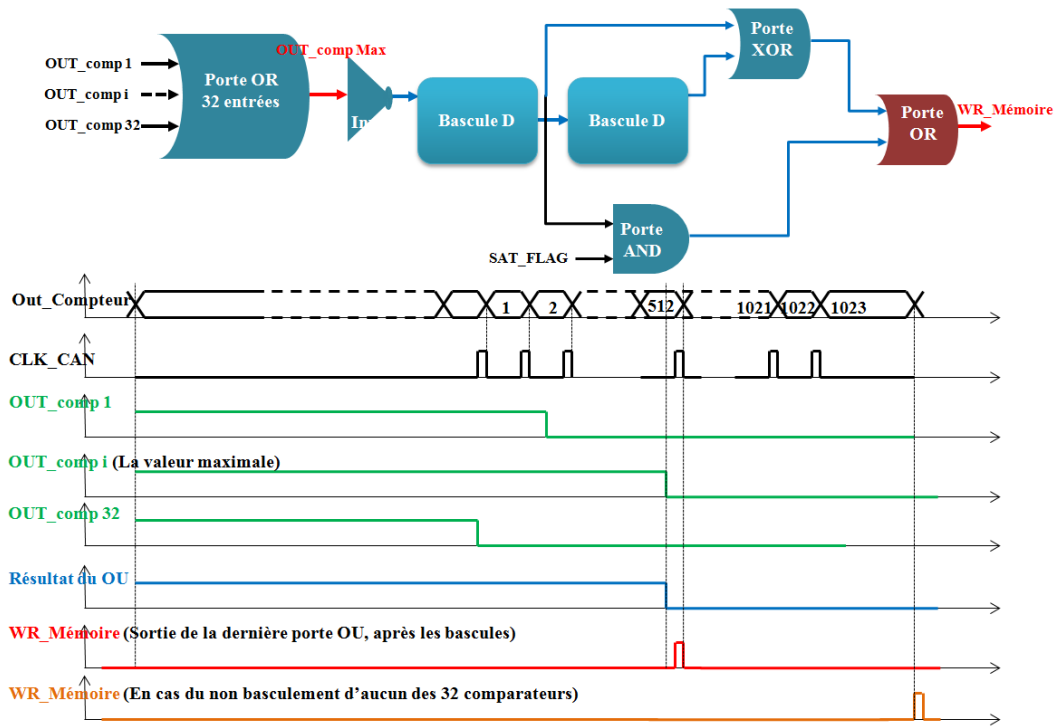 OUT_comp 1
OUT_comp i
OUT_comp 32
Porte OR
32 entrées
OUT_comp Max
Bascule D
Bascule D
Porte
XOR
Porte
OR
WR_Mémoire
Porte
AND
SAT_FLAG
Out_Compteur
1
2
512
1021
1022
1023
CLK_CAN
OUT_comp 1
OUT_comp i (La valeur maximale)
OUT_comp 32
Résultat du OU
WR_Mémoire (Sortie de la dernière porte OU, après les bascules)
WR_Mémoire (En cas du non basculement d'aucun des 32 comparateurs)